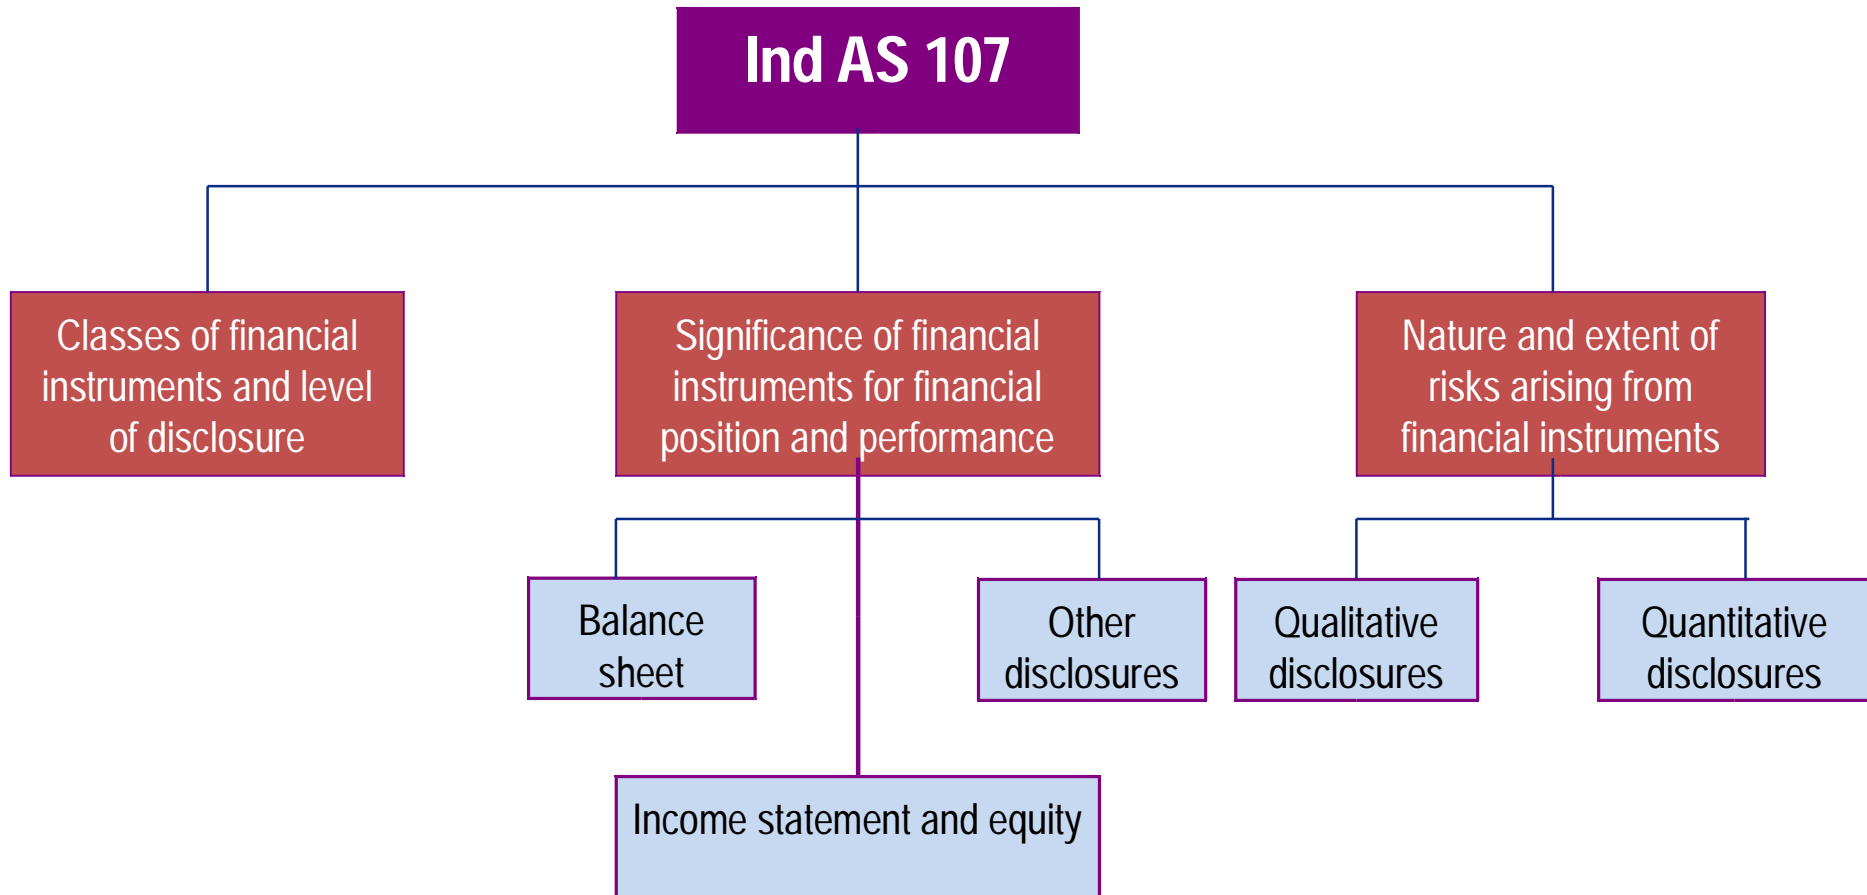 Ind AS 107
Classes of financial
instruments and level
of disclosure
Significance of financial
instruments for financial
position and performance
Nature and extent of
risks arising from
financial instruments
Balance
sheet
Other
disclosures
Qualitative
disclosures
Quantitative
disclosures
Income statement and equity